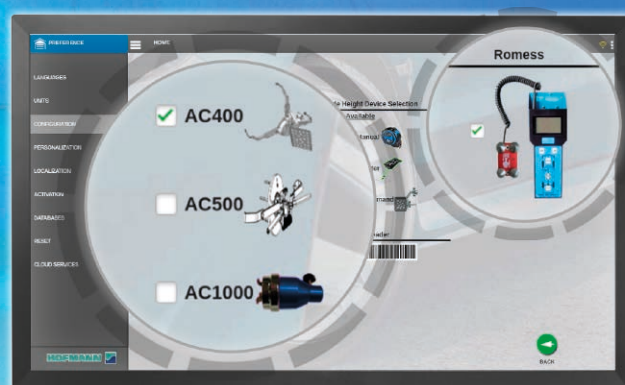 PREFERENCE
HOME
LANGUAGES
UNITS
CONFIGURATION
PERSONALIZATION
LOCALIZATION
ACTIVATION
DATABASES
RESET
CLOUD SERVICES
HOFMANN
AC400
AC500
AC1000
Height Device Selection
Available
Romess
BACK